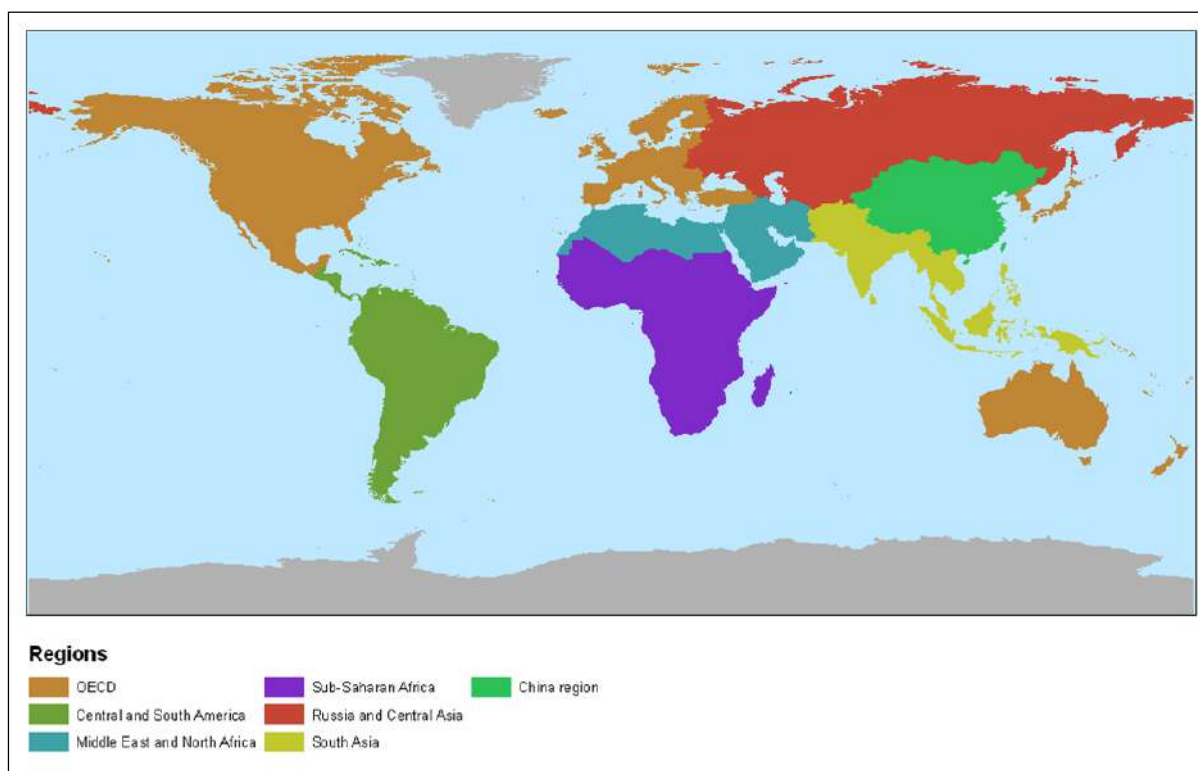 Regions
OECD
Sub-Saharan Africa
China region
Central and South America
Russia and Central Asia
Middle East and North Africa
South Asia